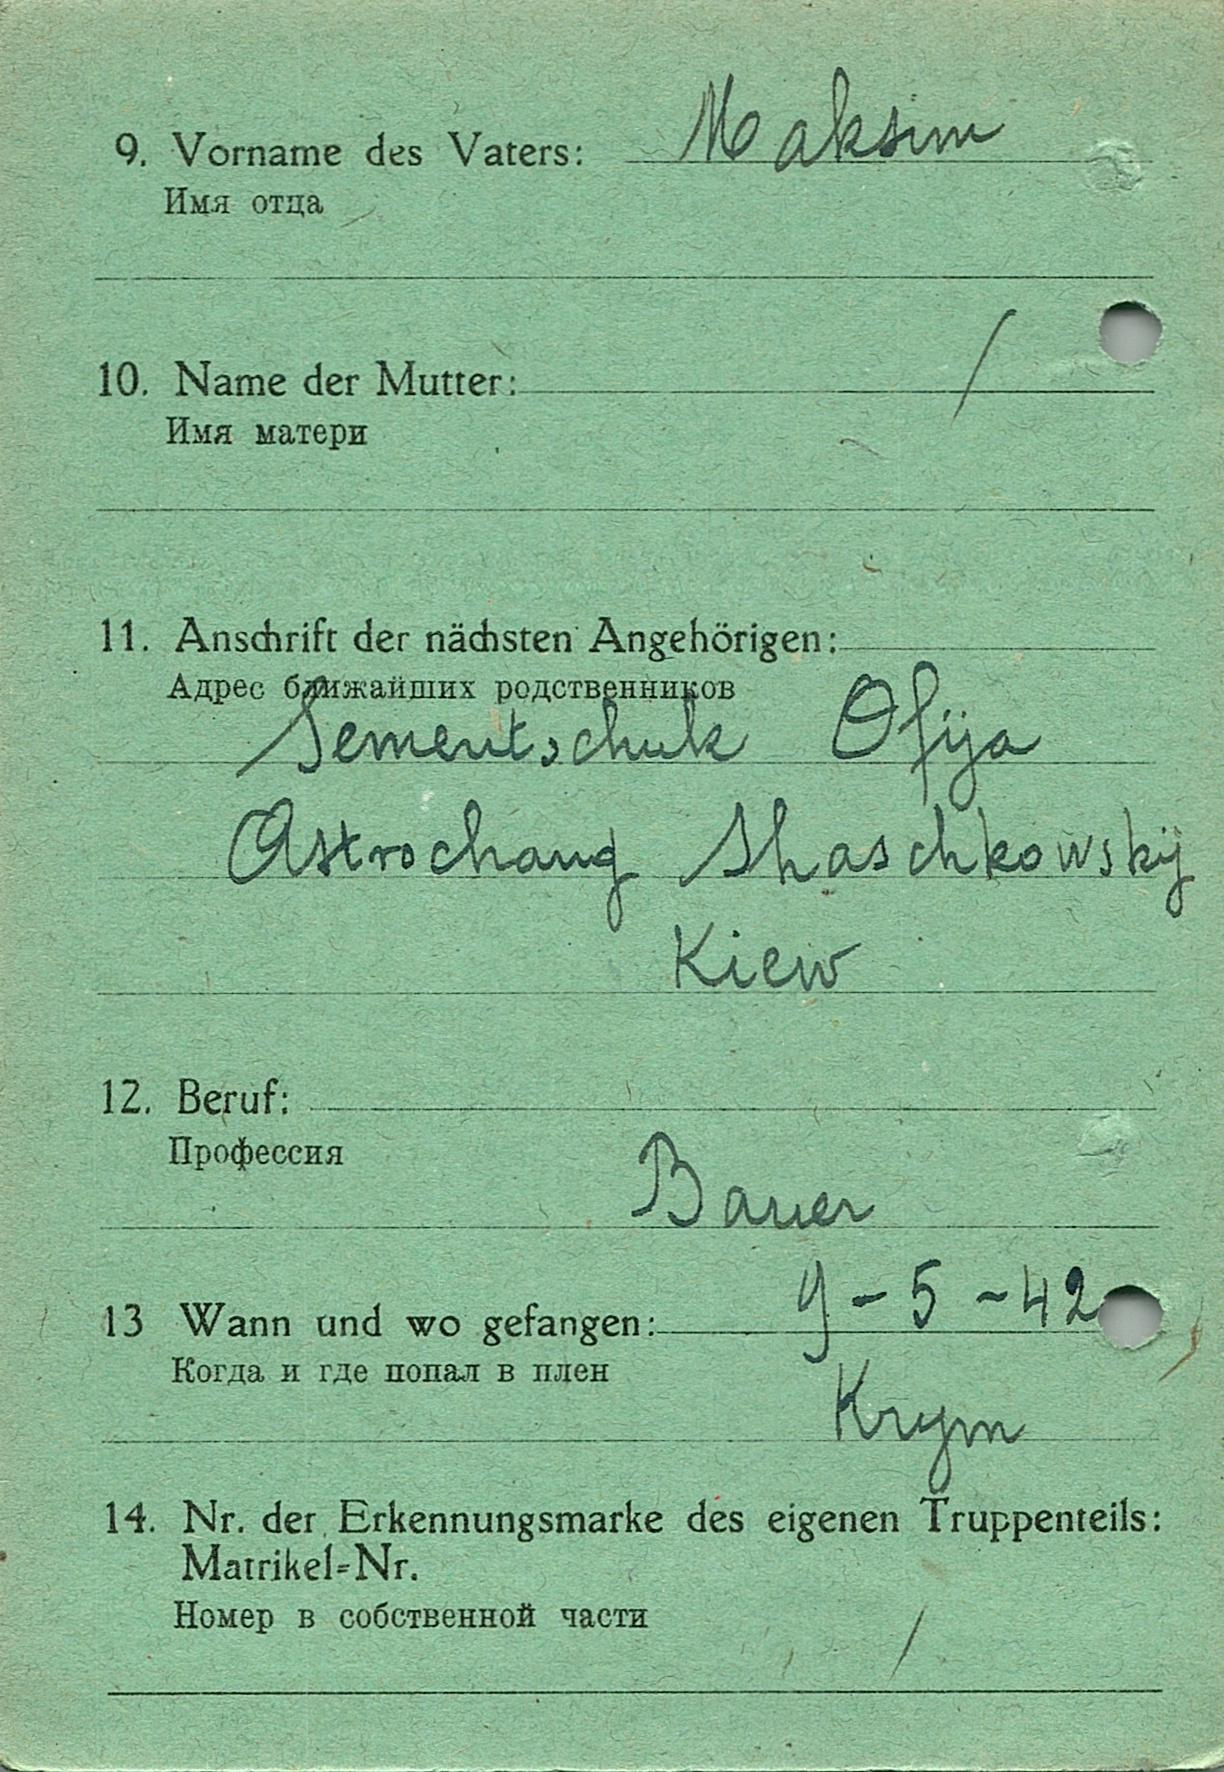 9. Vorname des Vaters: Maksim
Имя отца
10. Name der Mutter: /
Имя матери
11. Anschrift der nächsten Angehörigen:
Адрес ближайших родственников
Sementschuk Ofija
Astrochang Shaschkowskij
Kiew
12. Beruf:
Профессия
Bauer
13 Wann und wo gefangen: 9-5-42
Когда и где попал в плен
Krym
14. Nr. der Erkennungsmarke des eigenen Truppenteils:
Matrikel=Nr.
Номер в собственной части
/